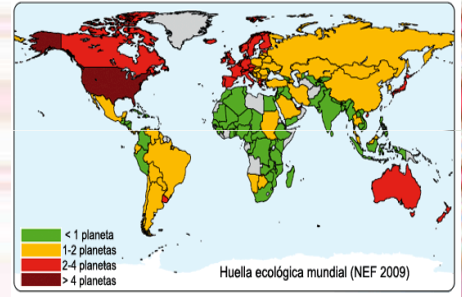 < 1 planeta
1-2 planetas
2-4 planetas
> 4 planetas
Huella ecológica mundial (NEF 2009)